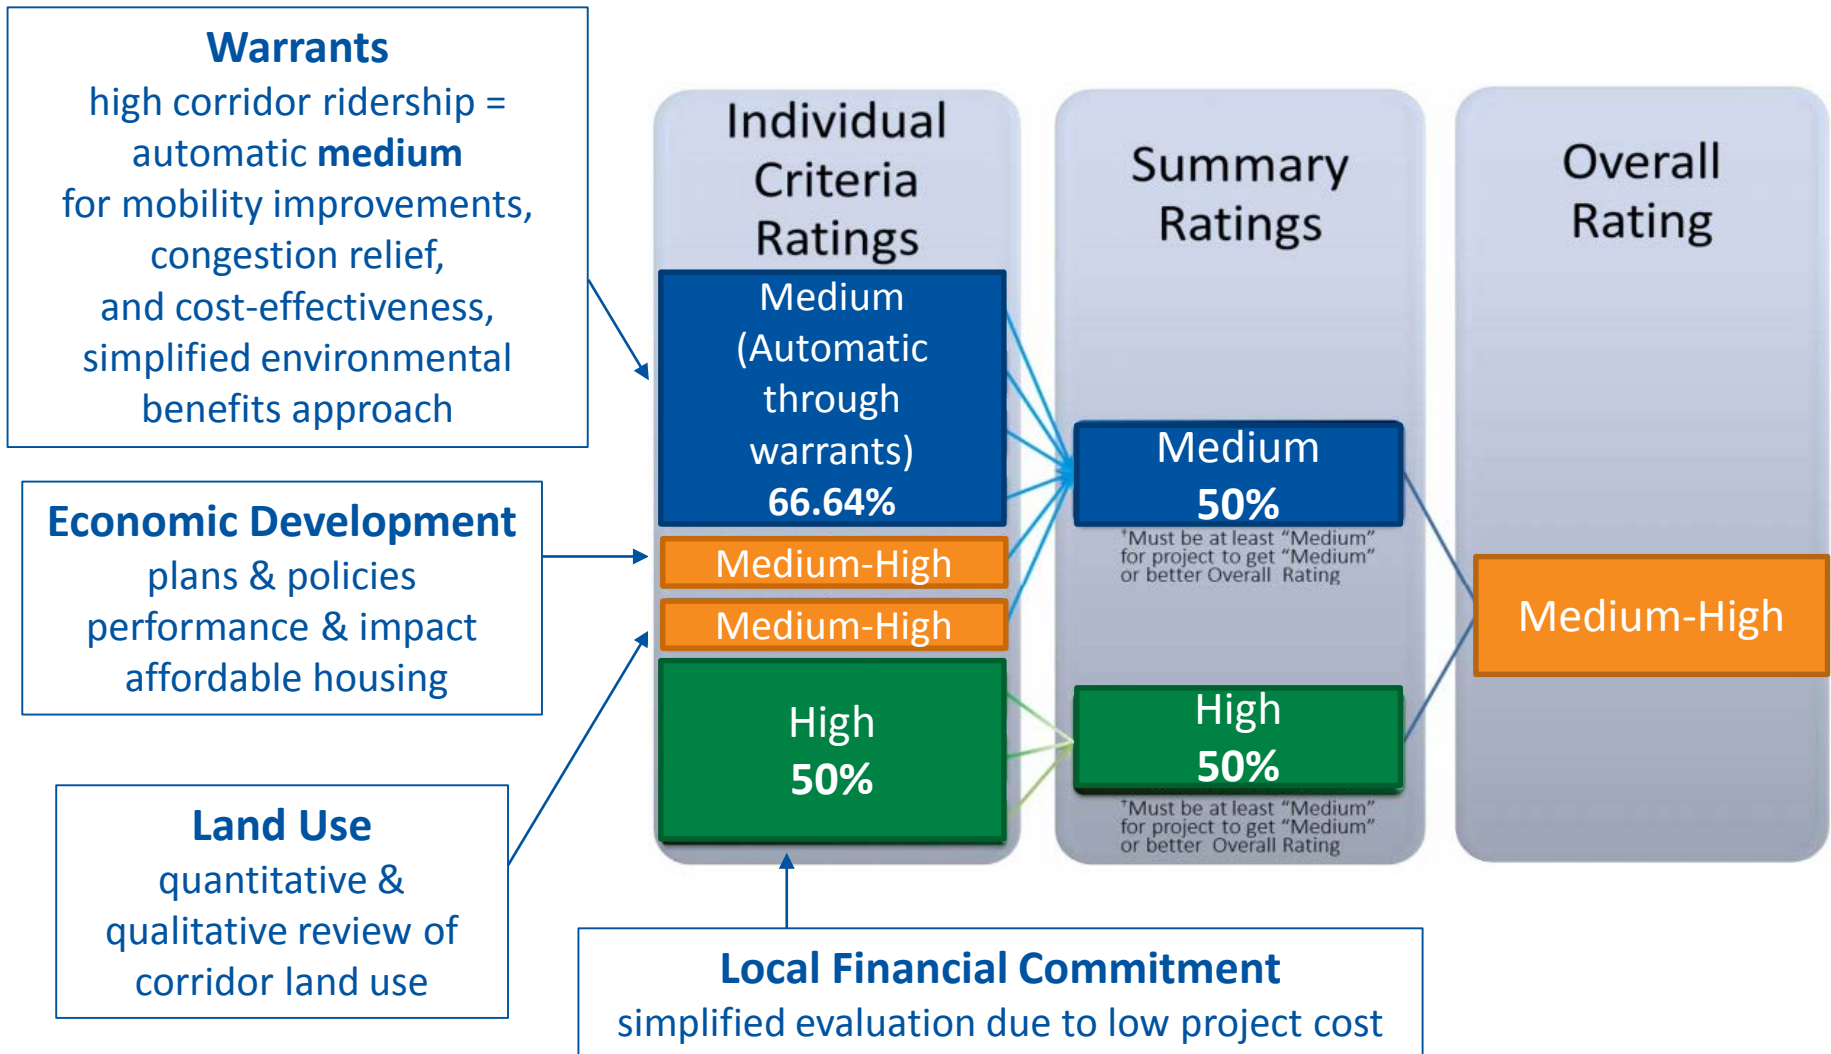 Warrants
high corridor ridership =
automatic medium
for mobility improvements,
congestion relief,
and cost-effectiveness,
simplified environmental
benefits approach
Economic Development
plans & policies
performance & impact
affordable housing
Land Use
quantitative &
qualitative review of
corridor land use
Individual
Criteria
Ratings
Medium
(Automatic
through
warrants)
66.64%
Medium-High
Medium-High
High
50%
Summary
Ratings
Medium
50%
†Must be at least “Medium”
for project to get “Medium”
or better Overall Rating
High
50%
†Must be at least “Medium”
for project to get “Medium”
or better Overall Rating
Overall
Rating
Medium-High
Local Financial Commitment
simplified evaluation due to low project cost